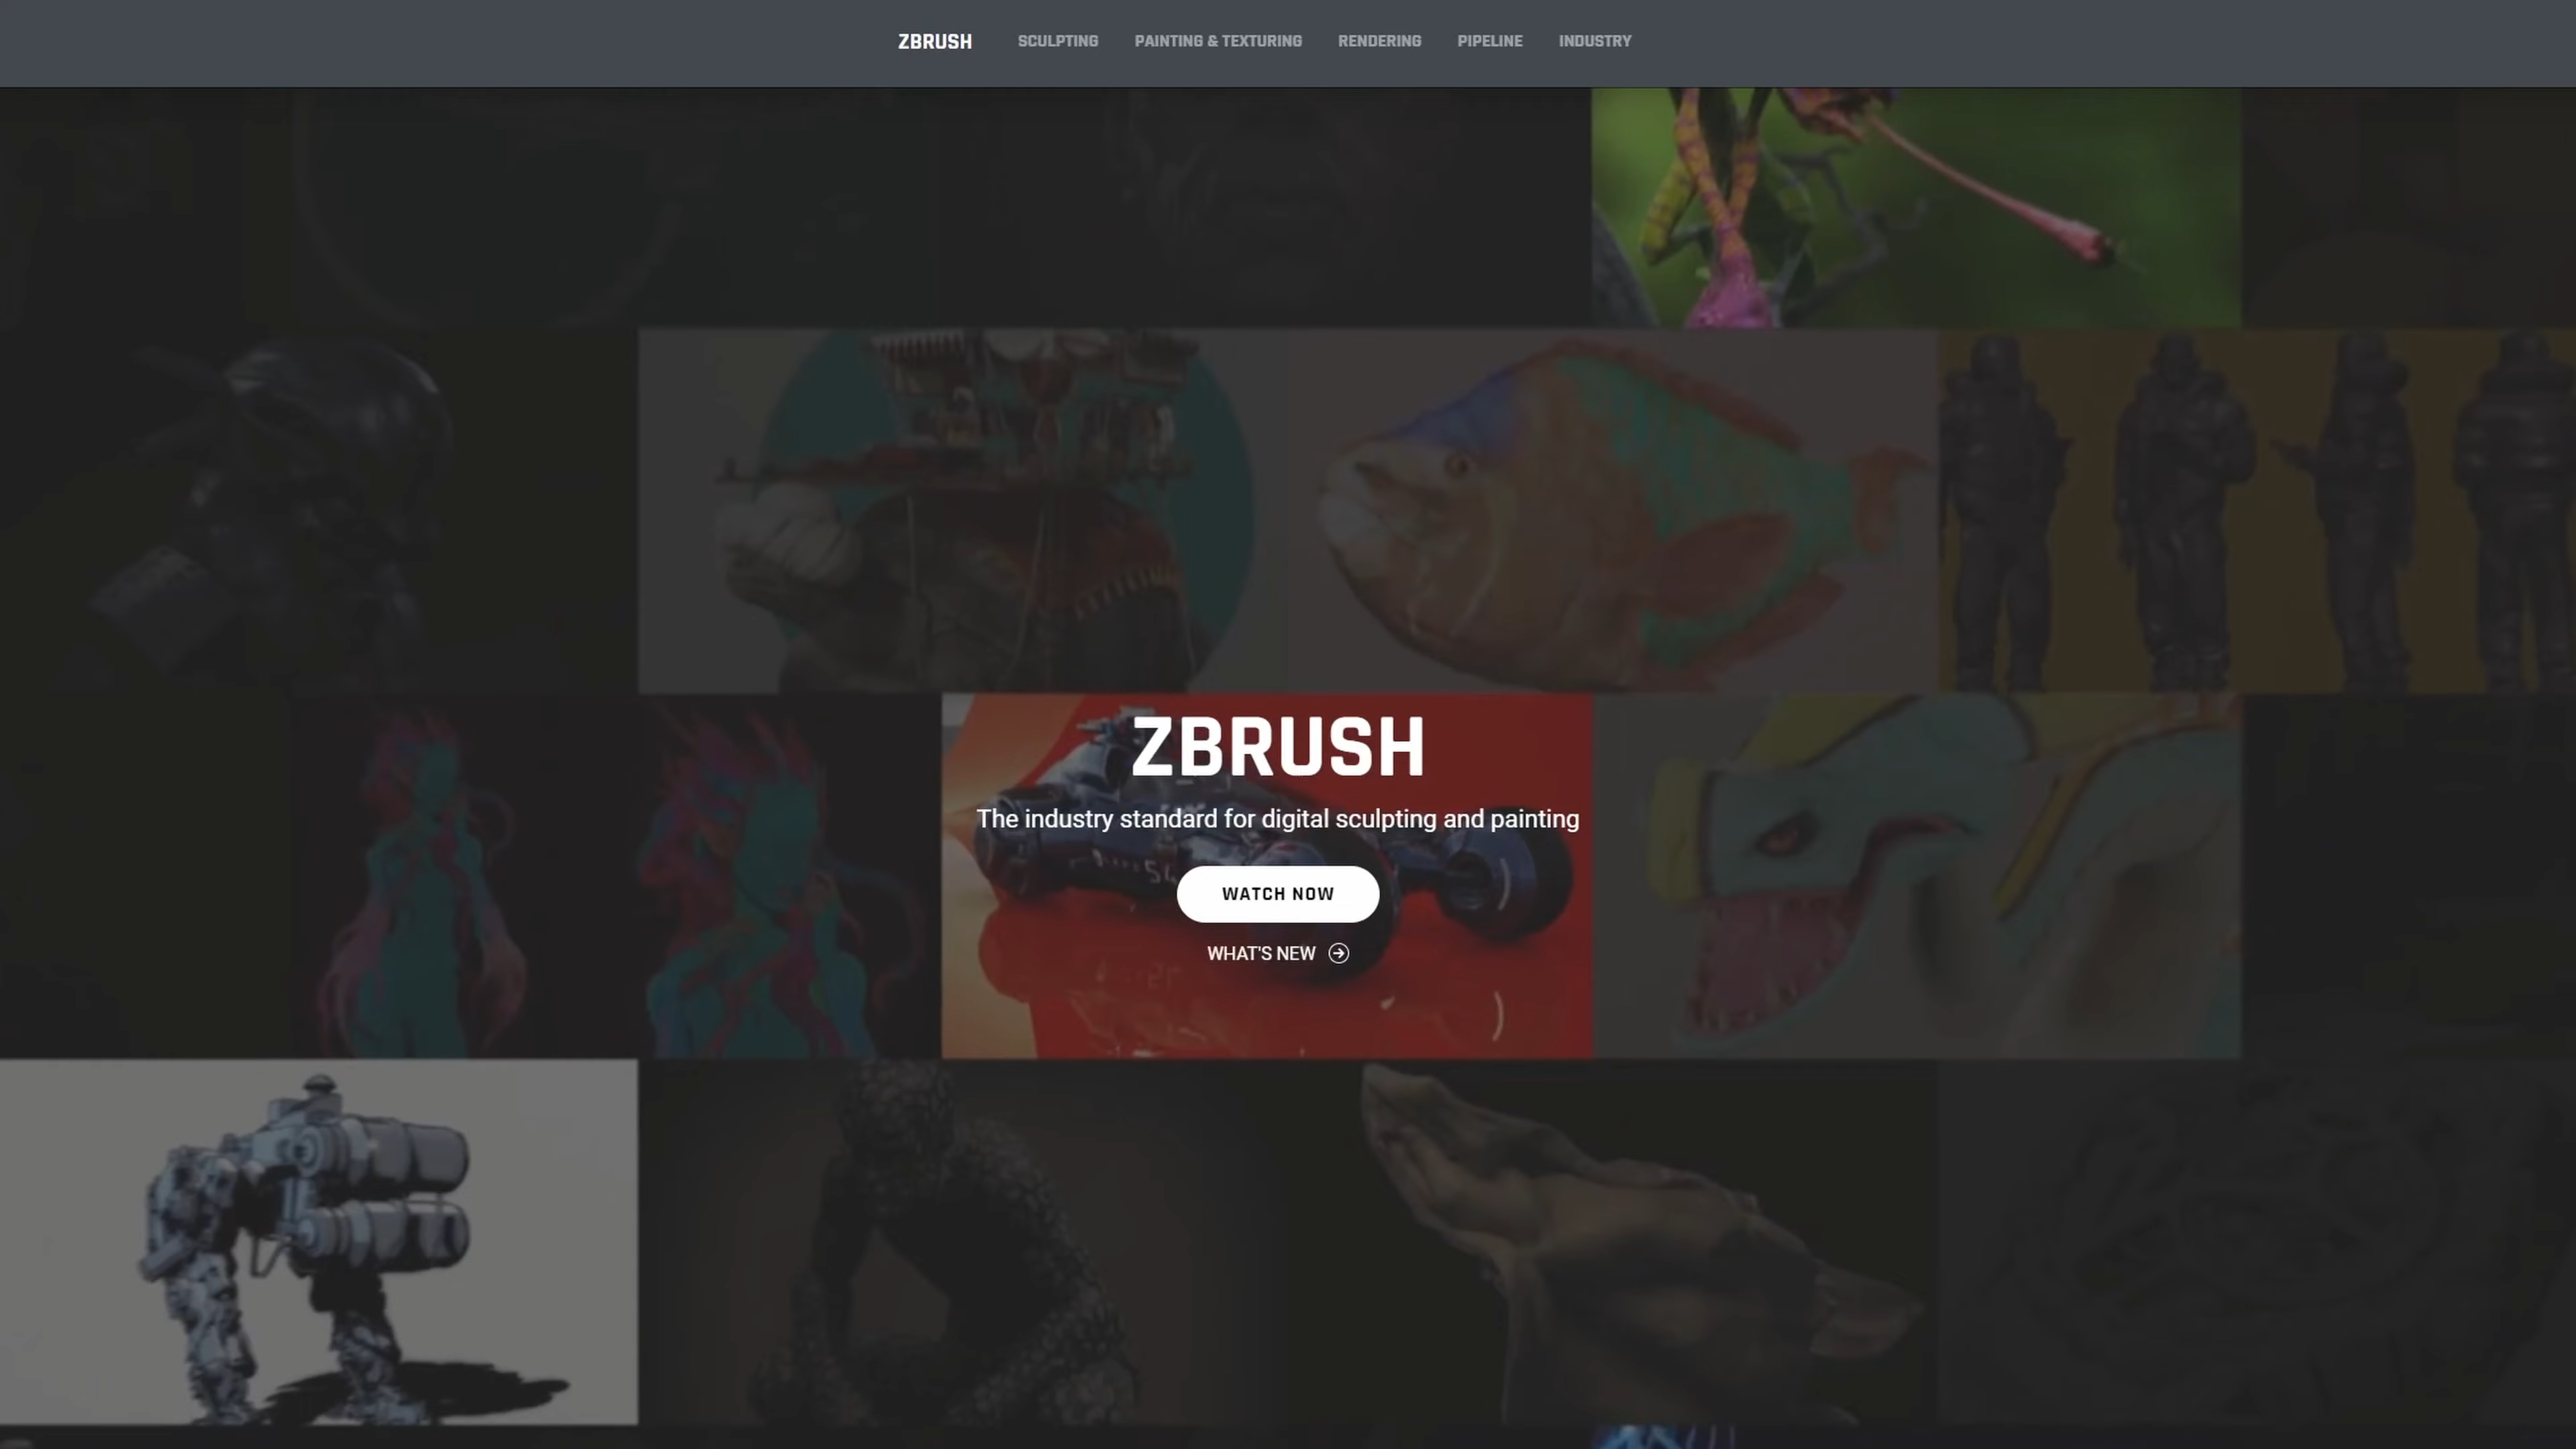 ZBRUSH SCULPTING PAINTING & TEXTURING RENDERING PIPELINE INDUSTRY
ZBRUSH
The industry standard for digital sculpting and painting
WATCH NOW
WHAT'S NEW